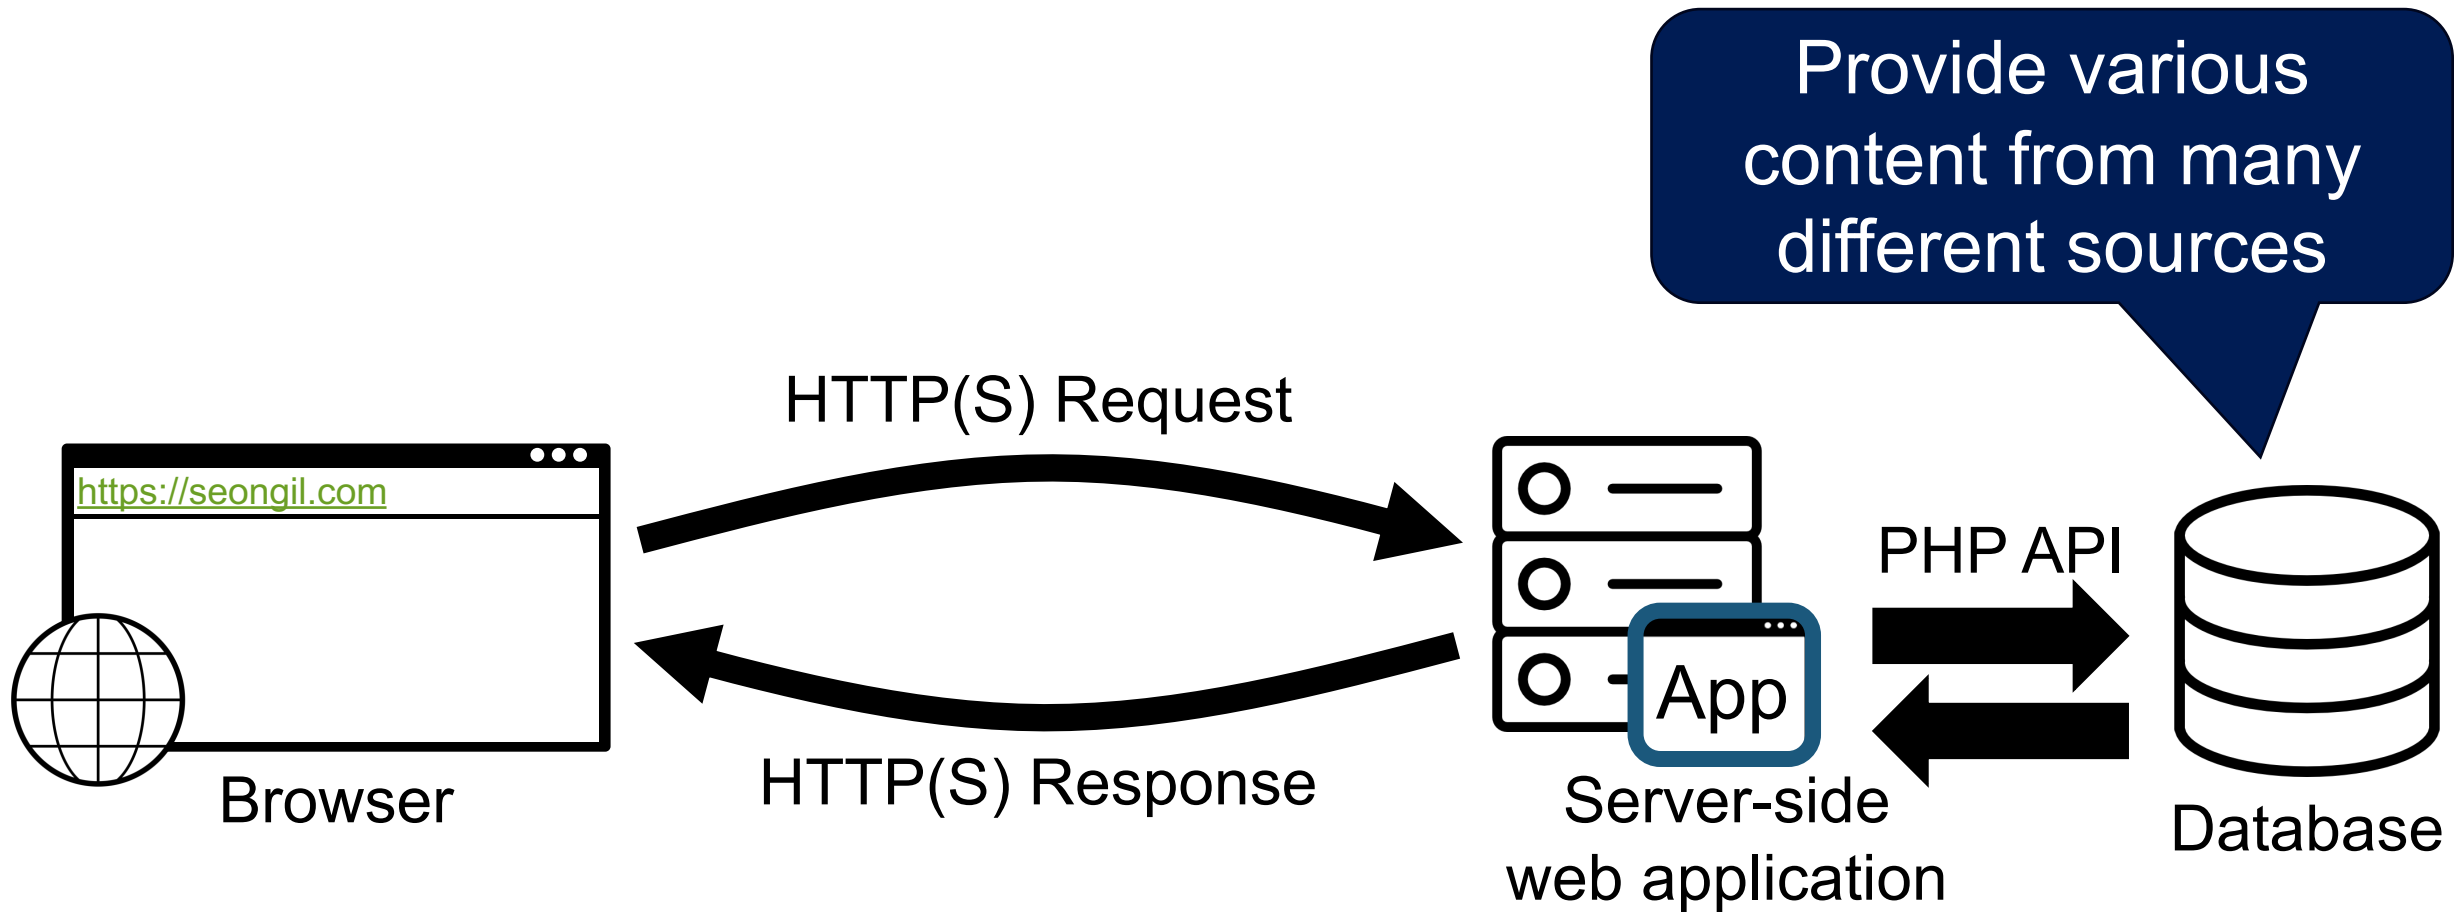 Provide various
content from many
different sources
HTTP(S) Request
https://seongil.com
PHP API
App
HTTP(S) Response
Browser
Server-side
web application
Database